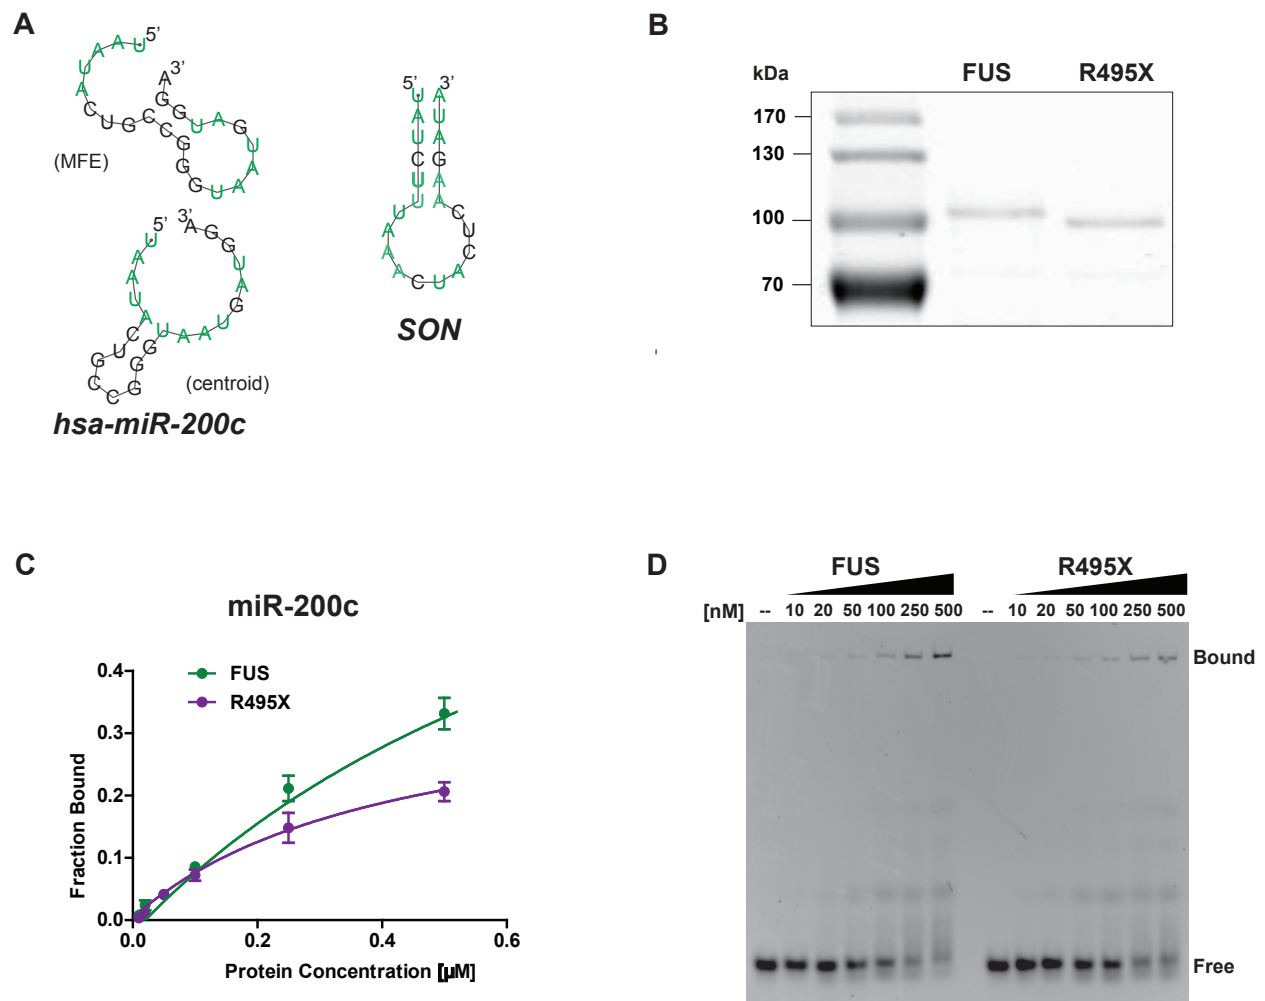 A
5'
U A A U A C U G C C G G G U A A U G A U G G A
3'
(MFE)
5'
U A A U A C U G C C G G G U A A U G A U G G A
3'
(centroid)
hsa-miR-200c
5'
U A U C U U U A A A C U A C U C A A G A U A
3'
SON
B
kDa FUS R495X
170
130
100
70
C
miR-200c
FUS
R495X
Fraction Bound
0.4
0.3
0.2
0.1
0.0
0.0 0.2 0.4 0.6
Protein Concentration [µM]
D
FUS R495X
[nM] -- 10 20 50 100 250 500 -- 10 20 50 100 250 500
Bound
Free